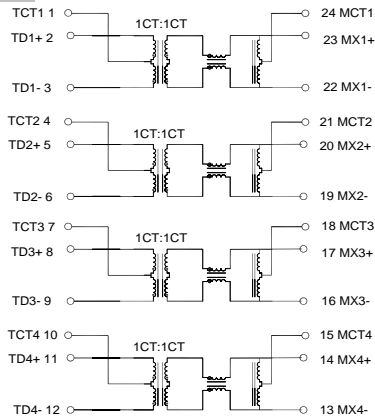 TCT1 1
24 MCT1
1CT:1CT
TD1+ 2
23 MX1+
TD1- 3
22 MX1-
TCT2 4
21 MCT2
1CT:1CT
TD2+ 5
20 MX2+
TD2- 6
19 MX2-
TCT3 7
18 MCT3
1CT:1CT
TD3+ 8
17 MX3+
TD3- 9
16 MX3-
TCT4 10
15 MCT4
1CT:1CT
TD4+ 11
14 MX4+
TD4- 12
13 MX4-